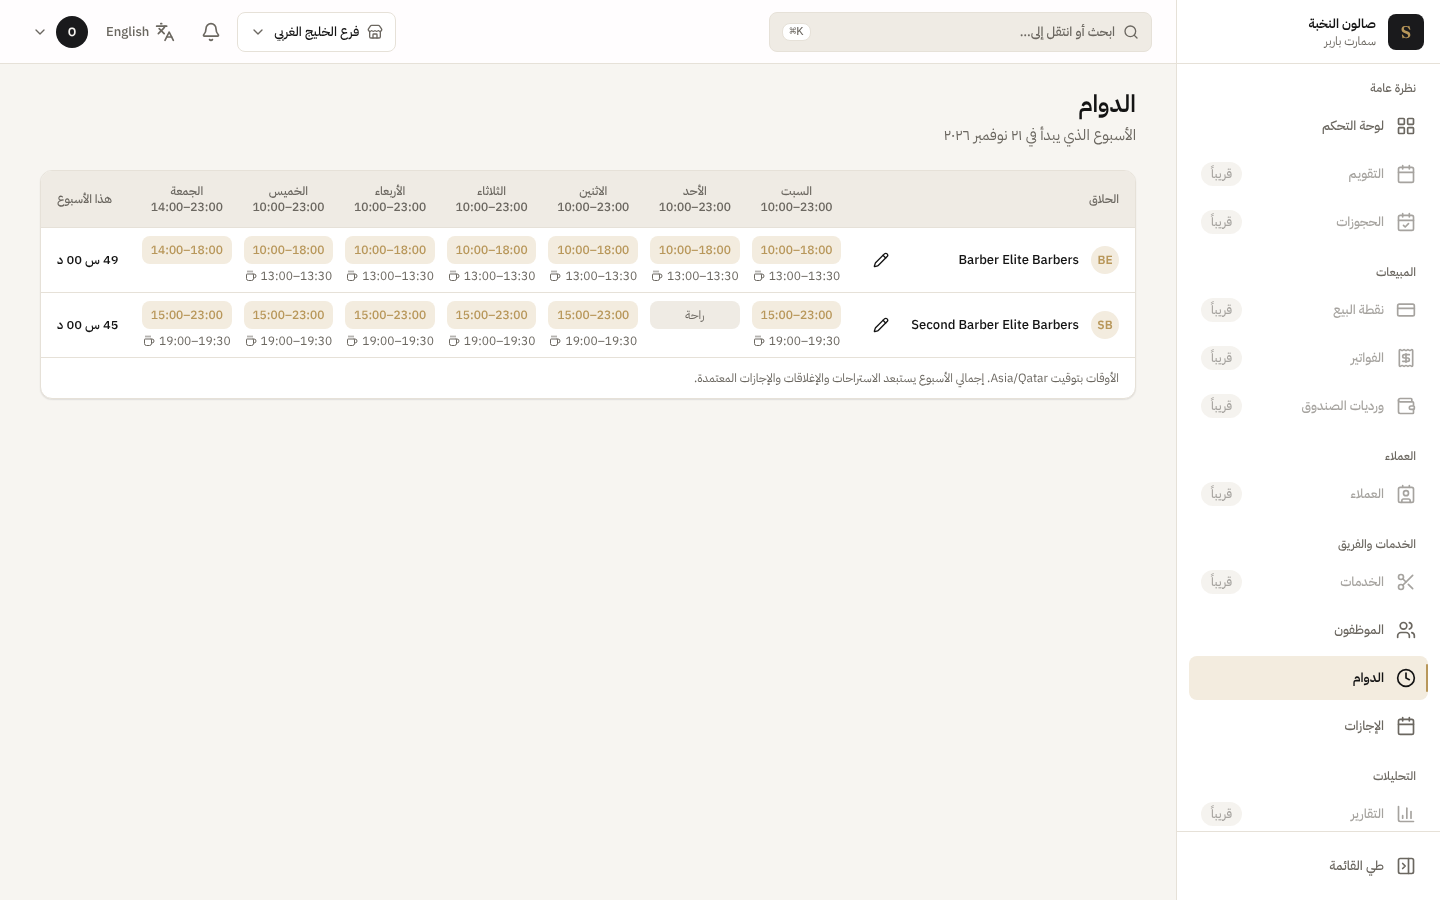 صالون النخبة
سمارت باربر
S
ابحث أو انتقل إلى...
⌘K
فرع الخليج الغربي
English
O
نظرة عامة
لوحة التحكم
التقويم
قريباً
الحجوزات
قريباً
المبيعات
نقطة البيع
قريباً
الفواتير
قريباً
ورديات الصندوق
قريباً
العملاء
العملاء
قريباً
الخدمات والفريق
الخدمات
قريباً
الموظفون
الدوام
الإجازات
التحليلات
التقارير
قريباً
طي القائمة
الدوام
الأسبوع الذي يبدأ في ٢١ نوفمبر ٢٠٢٦
الحلاق
السبت
10:00–23:00
الأحد
10:00–23:00
الاثنين
10:00–23:00
الثلاثاء
10:00–23:00
الأربعاء
10:00–23:00
الخميس
10:00–23:00
الجمعة
14:00–23:00
هذا الأسبوع
BE
Barber Elite Barbers
10:00–18:00
13:00–13:30
10:00–18:00
13:00–13:30
10:00–18:00
13:00–13:30
10:00–18:00
13:00–13:30
10:00–18:00
13:00–13:30
10:00–18:00
13:00–13:30
14:00–18:00
49 س 00 د
SB
Second Barber Elite Barbers
15:00–23:00
19:00–19:30
راحة
15:00–23:00
19:00–19:30
15:00–23:00
19:00–19:30
15:00–23:00
19:00–19:30
15:00–23:00
19:00–19:30
15:00–23:00
19:00–19:30
45 س 00 د
الأوقات بتوقيت Asia/Qatar. إجمالي الأسبوع يستبعد الاستراحات والإغلاقات والإجازات المعتمدة.